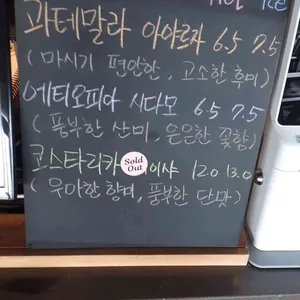 Hot Ice
과테말라 아야르자 6.5 7.5
( 마시기 편안한, 고소한 후미 )
에티오피아 시다모 6.5 7.5
( 풍부한 산미, 은은한 꽃향 )
코스타리카 Sold Out 이샤 12.0 13.0
( 우아한 향미, 풍부한 단맛 )